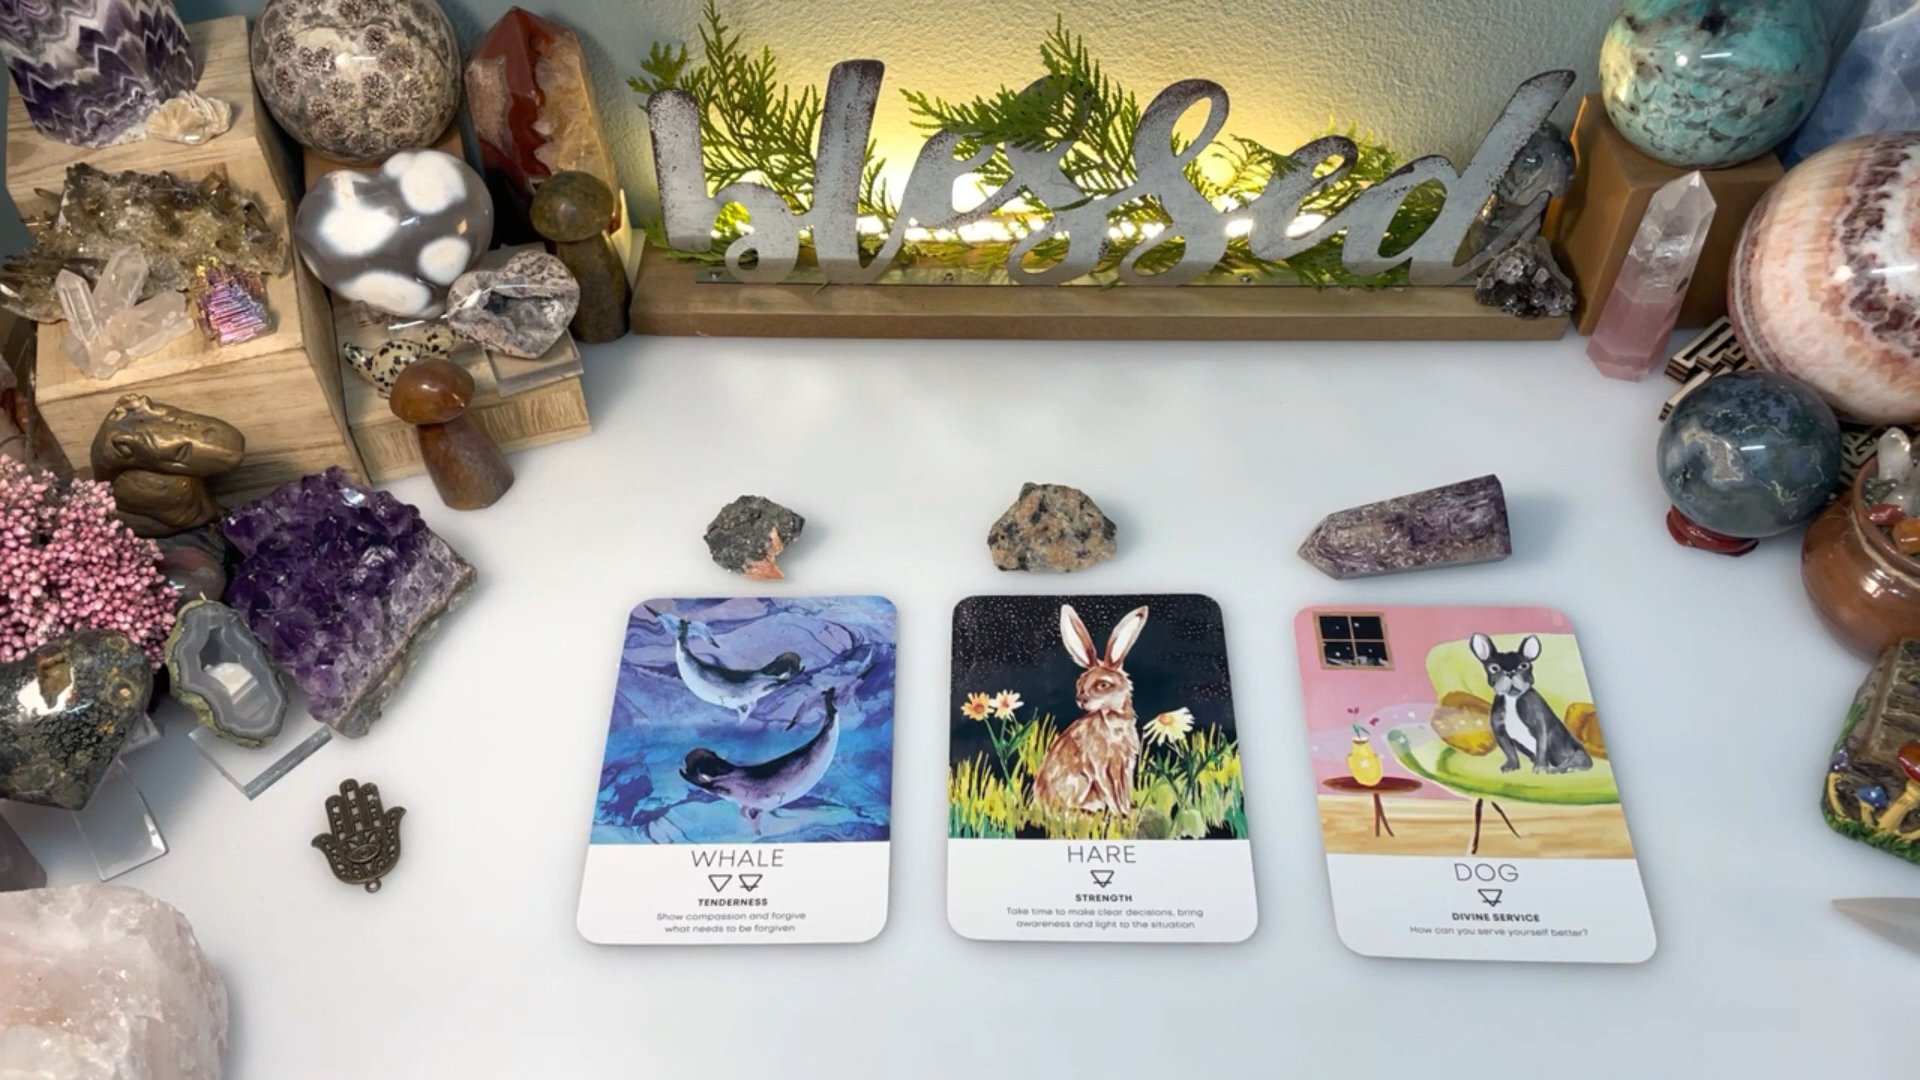 blessed
WHALE
TENDERNESS
Show compassion and forgive
what needs to be forgiven
HARE
STRENGTH
Take time to make clear decisions, bring
awareness and light to the situation
DOG
DIVINE SERVICE
How can you serve yourself better?